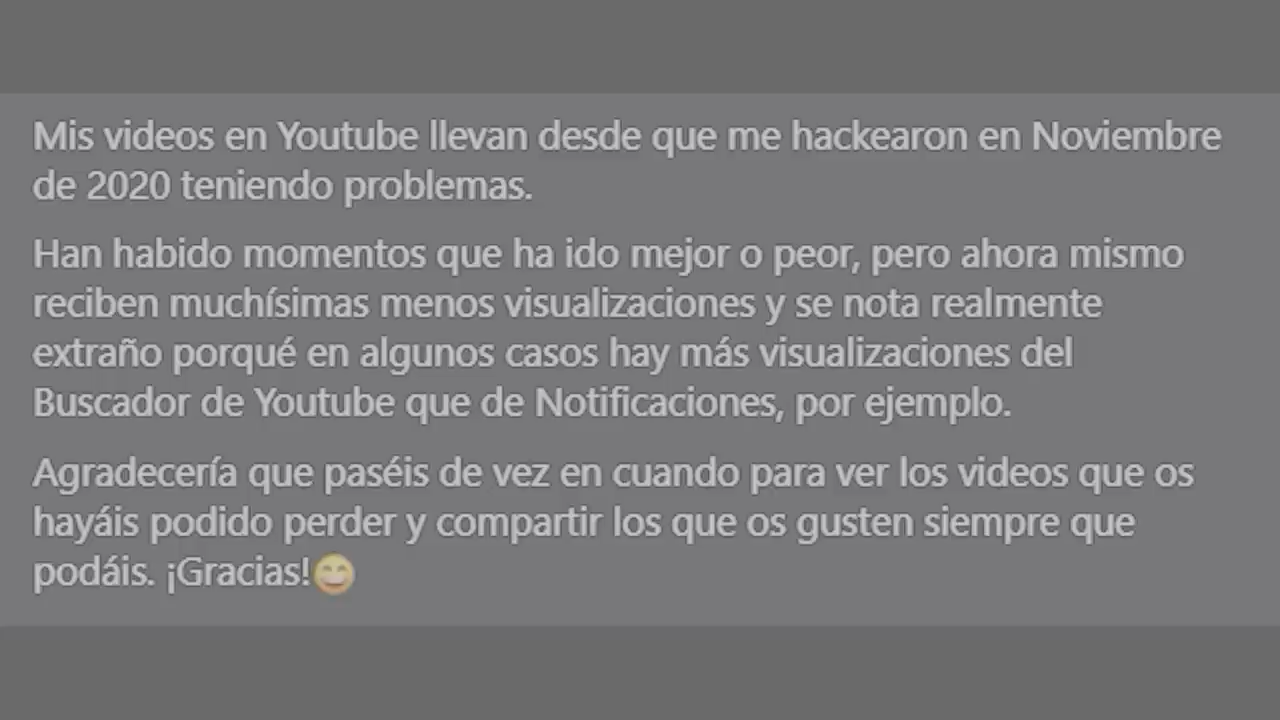 Mis videos en Youtube llevan desde que me hackearon en Noviembre
de 2020 teniendo problemas.
Han habido momentos que ha ido mejor o peor, pero ahora mismo
reciben muchísimas menos visualizaciones y se nota realmente
extraño porqué en algunos casos hay más visualizaciones del
Buscador de Youtube que de Notificaciones, por ejemplo.
Agradecería que paséis de vez en cuando para ver los videos que os
hayáis podido perder y compartir los que os gusten siempre que
podáis. ¡Gracias!😄